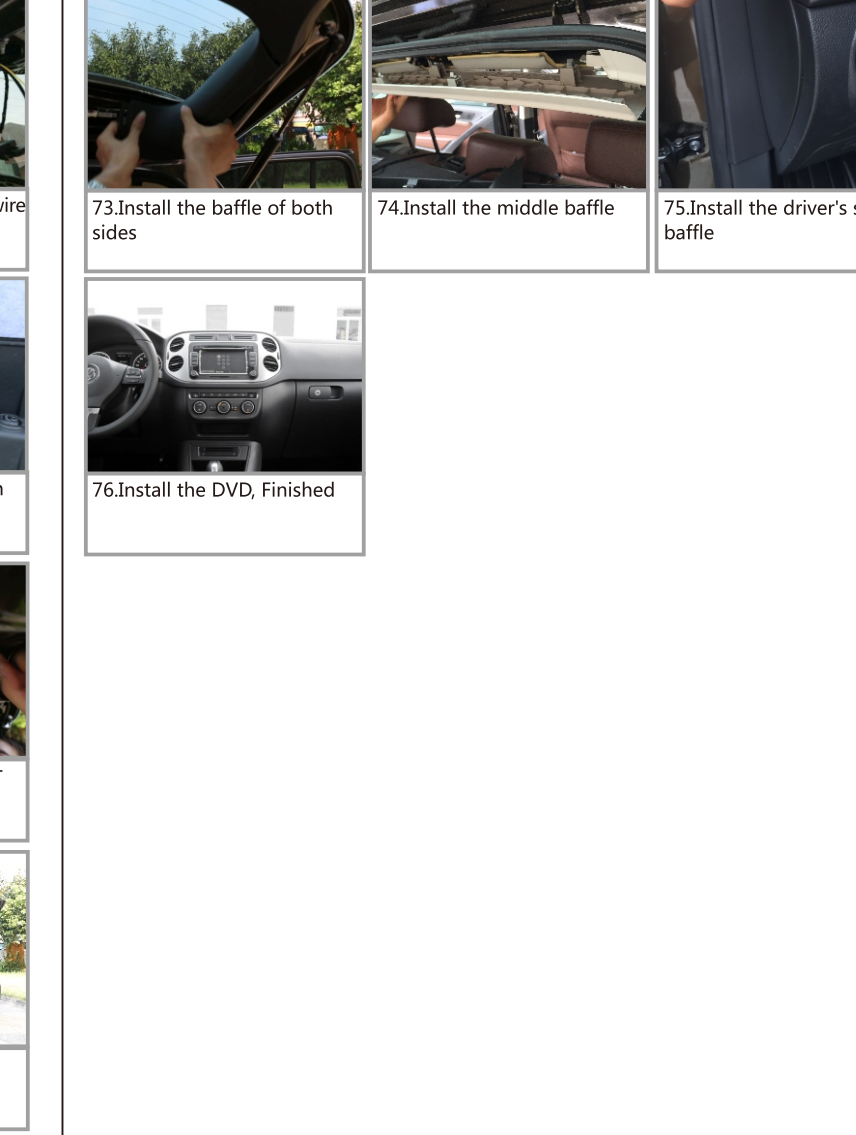 wire
73.Install the baffle of both
sides
74.Install the middle baffle
75.Install the driver's
baffle
76.Install the DVD, Finished